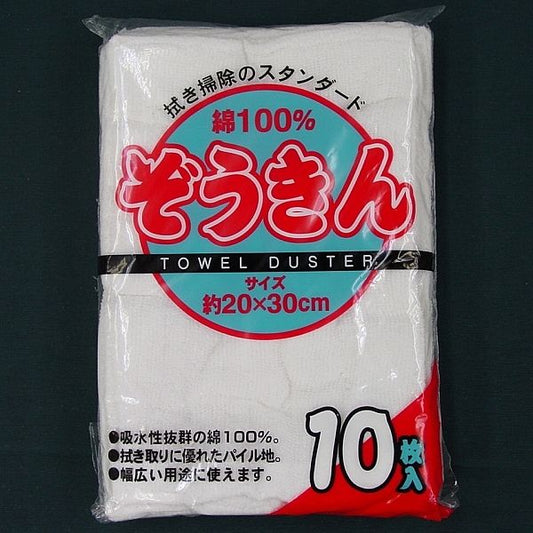 拭き掃除のスタンダード
綿100%
ぞうきん
TOWEL DUSTER
サイズ
約20×30cm
●吸水性抜群の綿100%。
●拭き取りに優れたパイル地。
●幅広い用途に使えます。
10枚入